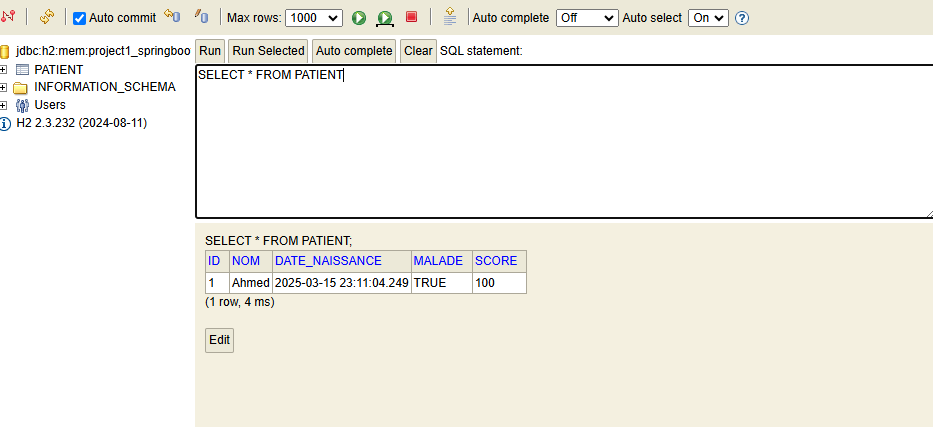 Auto commit Max rows: 1000 Auto complete Off Auto select On ?
jdbc:h2:mem:project1_springboo Run Run Selected Auto complete Clear SQL statement:
PATIENT
INFORMATION_SCHEMA
Users
H2 2.3.232 (2024-08-11)
SELECT * FROM PATIENT
SELECT * FROM PATIENT;
ID NOM DATE_NAISSANCE MALADE SCORE
1 Ahmed 2025-03-15 23:11:04.249 TRUE 100
(1 row, 4 ms)
Edit